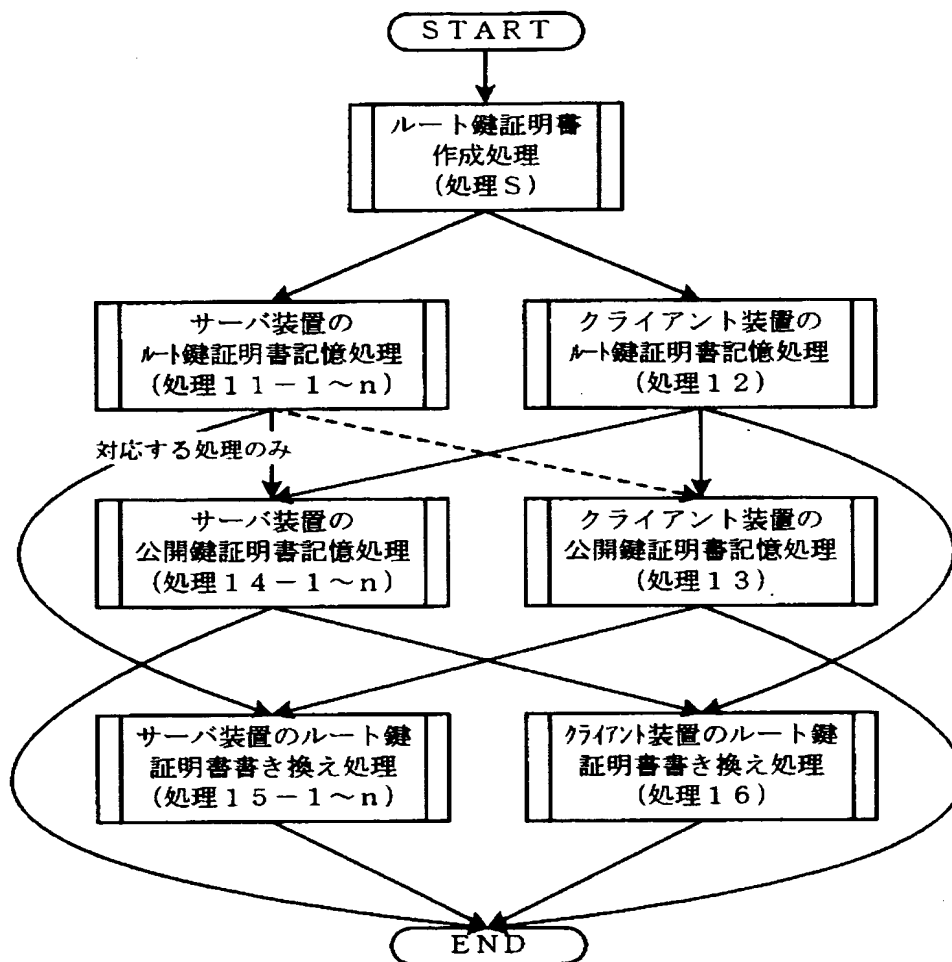 START
ルート鍵証明書
作成処理
(処理S)
サーバ装置の
ルート鍵証明書記憶処理
(処理11-1~n)
クライアント装置の
ルート鍵証明書記憶処理
(処理12)
対応する処理のみ
サーバ装置の
公開鍵証明書記憶処理
(処理14-1~n)
クライアント装置の
公開鍵証明書記憶処理
(処理13)
サーバ装置のルート鍵
証明書書き換え処理
(処理15-1~n)
クライアント装置のルート鍵
証明書書き換え処理
(処理16)
END